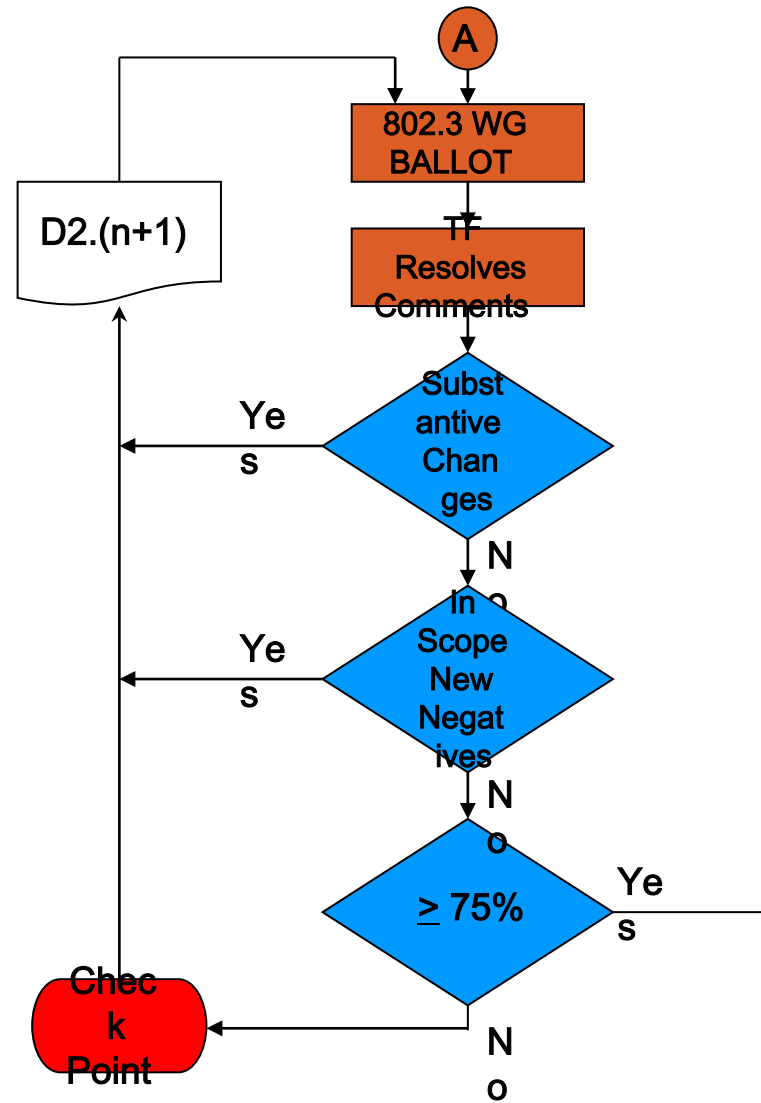 A
802.3 WG
BALLOT
D2.(n+1)
TF
Resolves
Comments
Subst
antive
Chan
ges
Ye
s
N
o
In
Scope
New
Negat
ives
Ye
s
N
o
≥ 75%
Ye
s
Chec
k
Point
N
o